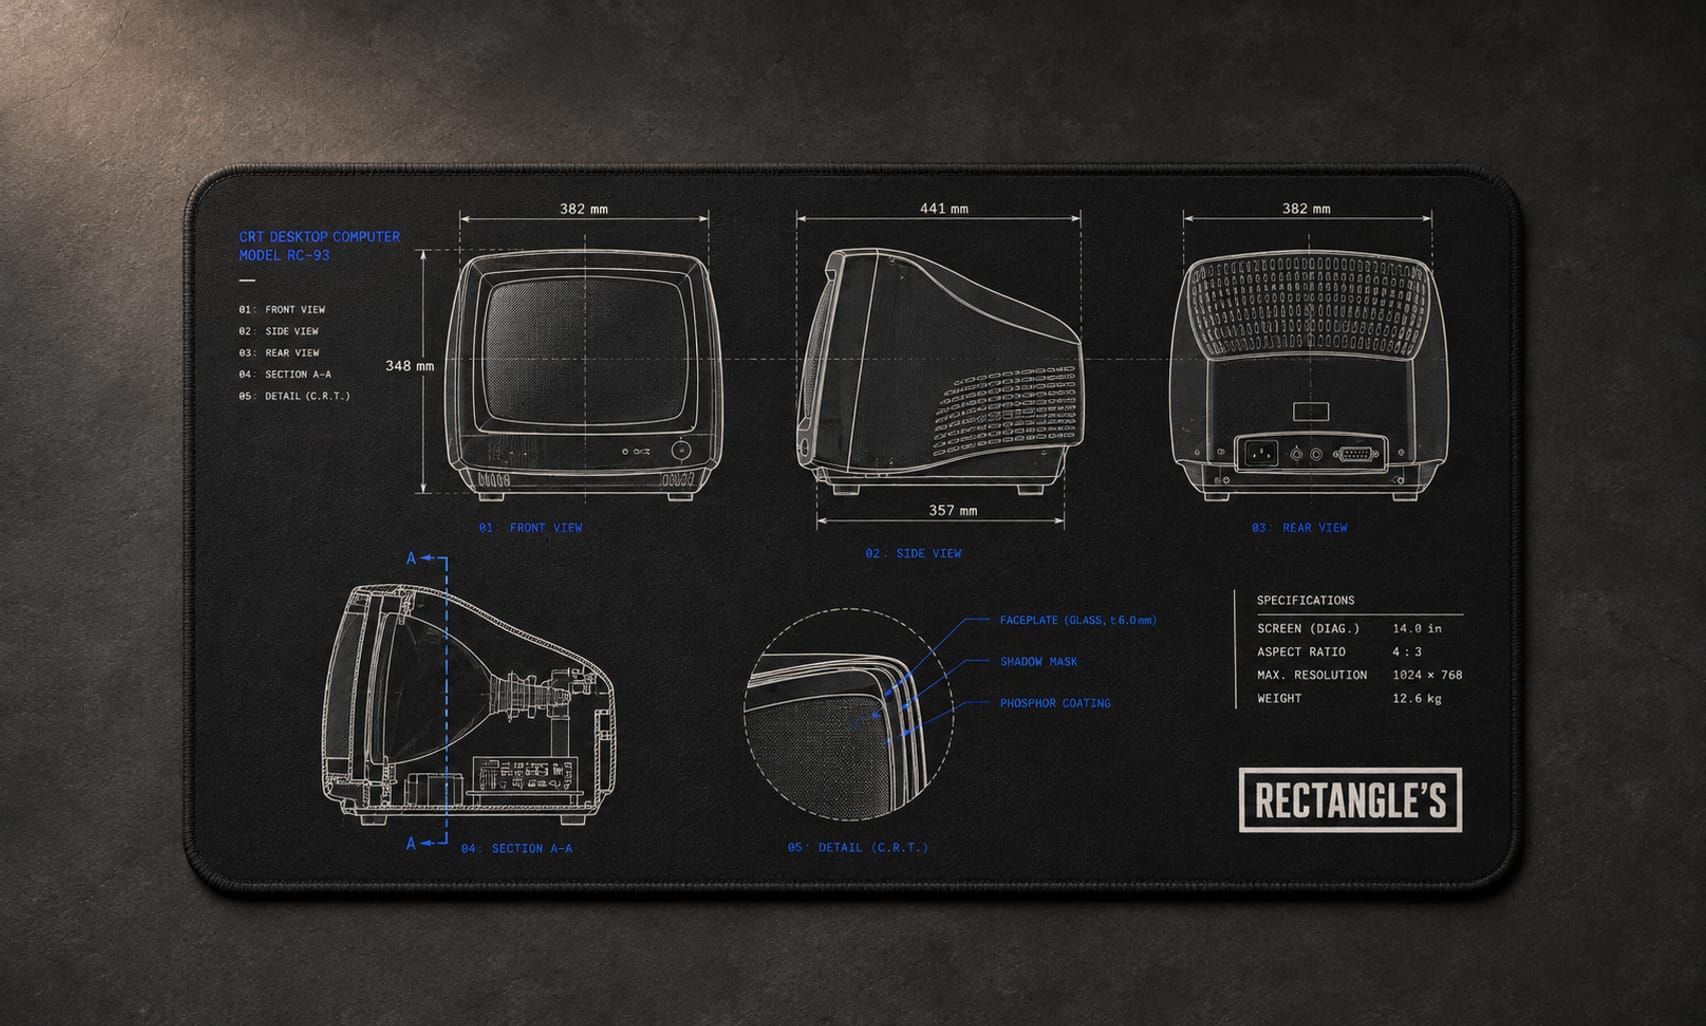 CRT DESKTOP COMPUTER
MODEL RC-93
01: FRONT VIEW
02: SIDE VIEW
03: REAR VIEW
04: SECTION A-A
05: DETAIL (C.R.T.)
382 mm
348 mm
01: FRONT VIEW
441 mm
357 mm
02. SIDE VIEW
382 mm
03: REAR VIEW
A
A
04: SECTION A-A
FACEPLATE (GLASS, t 6.0 mm)
SHADOW MASK
PHOSPHOR COATING
05: DETAIL (C.R.T.)
SPECIFICATIONS
SCREEN (DIAG.) 14.0 in
ASPECT RATIO 4 : 3
MAX. RESOLUTION 1024 × 768
WEIGHT 12.6 kg
RECTANGLE'S